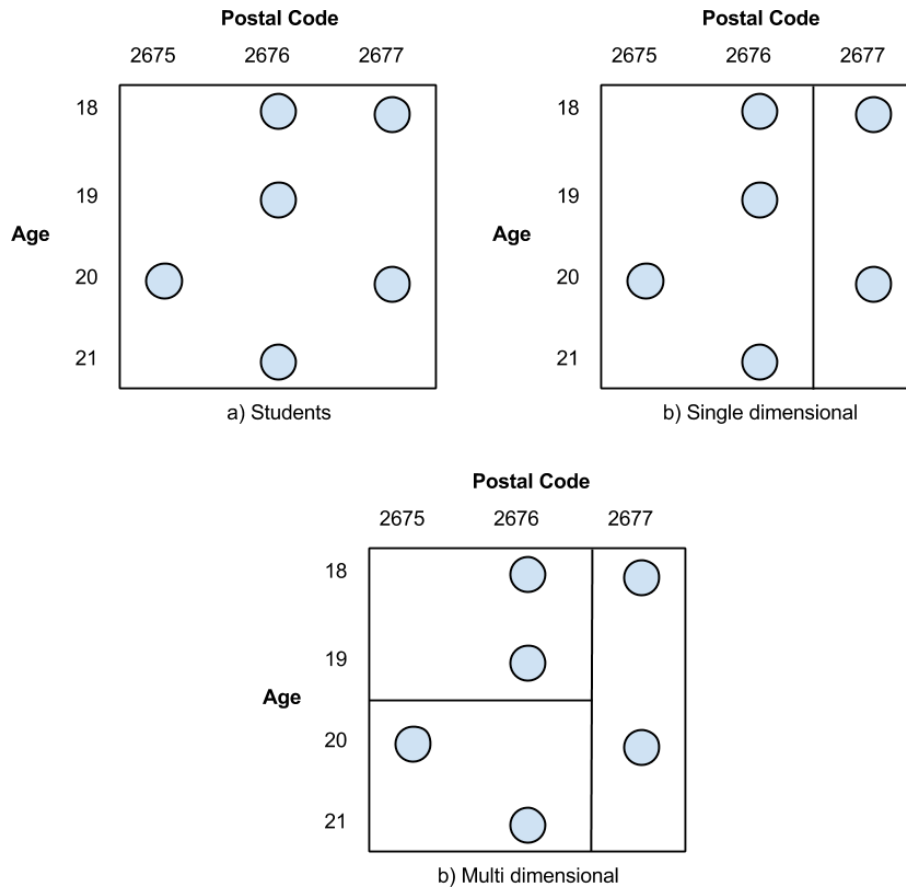 Postal Code
2675 2676 2677
18
19
Age
20
21
a) Students
Postal Code
2675 2676 2677
18
19
Age
20
21
b) Single dimensional
Postal Code
2675 2676 2677
18
19
Age
20
21
b) Multi dimensional